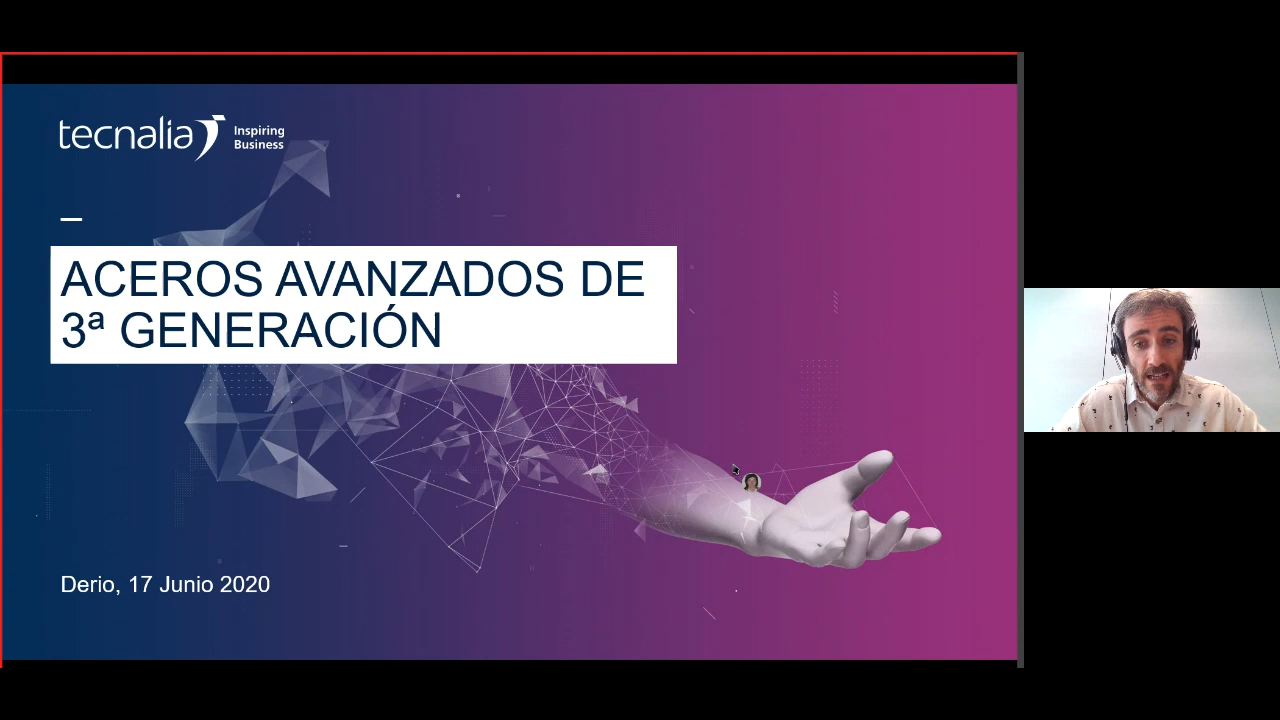 tecnalia
Inspiring
Business
ACEROS AVANZADOS DE
3ª GENERACIÓN
Derio, 17 Junio 2020